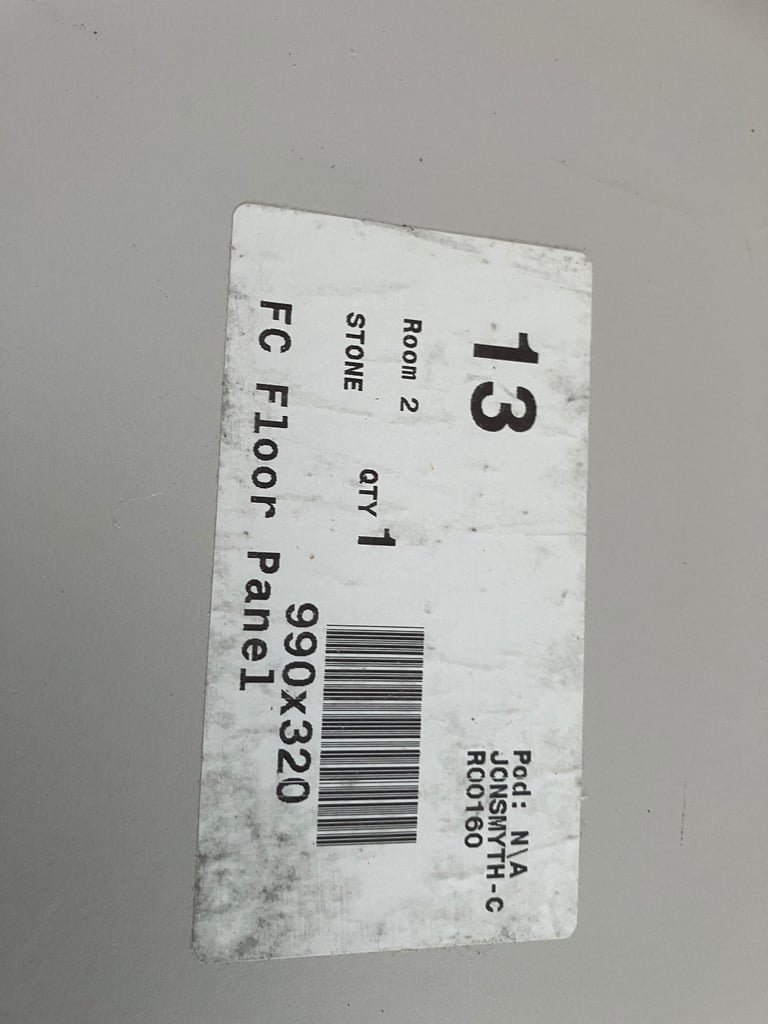 13
Pod: N\A
JONSMYTH-C
R00160
Room 2
STONE
QTY 1
990x320
FC Floor Panel